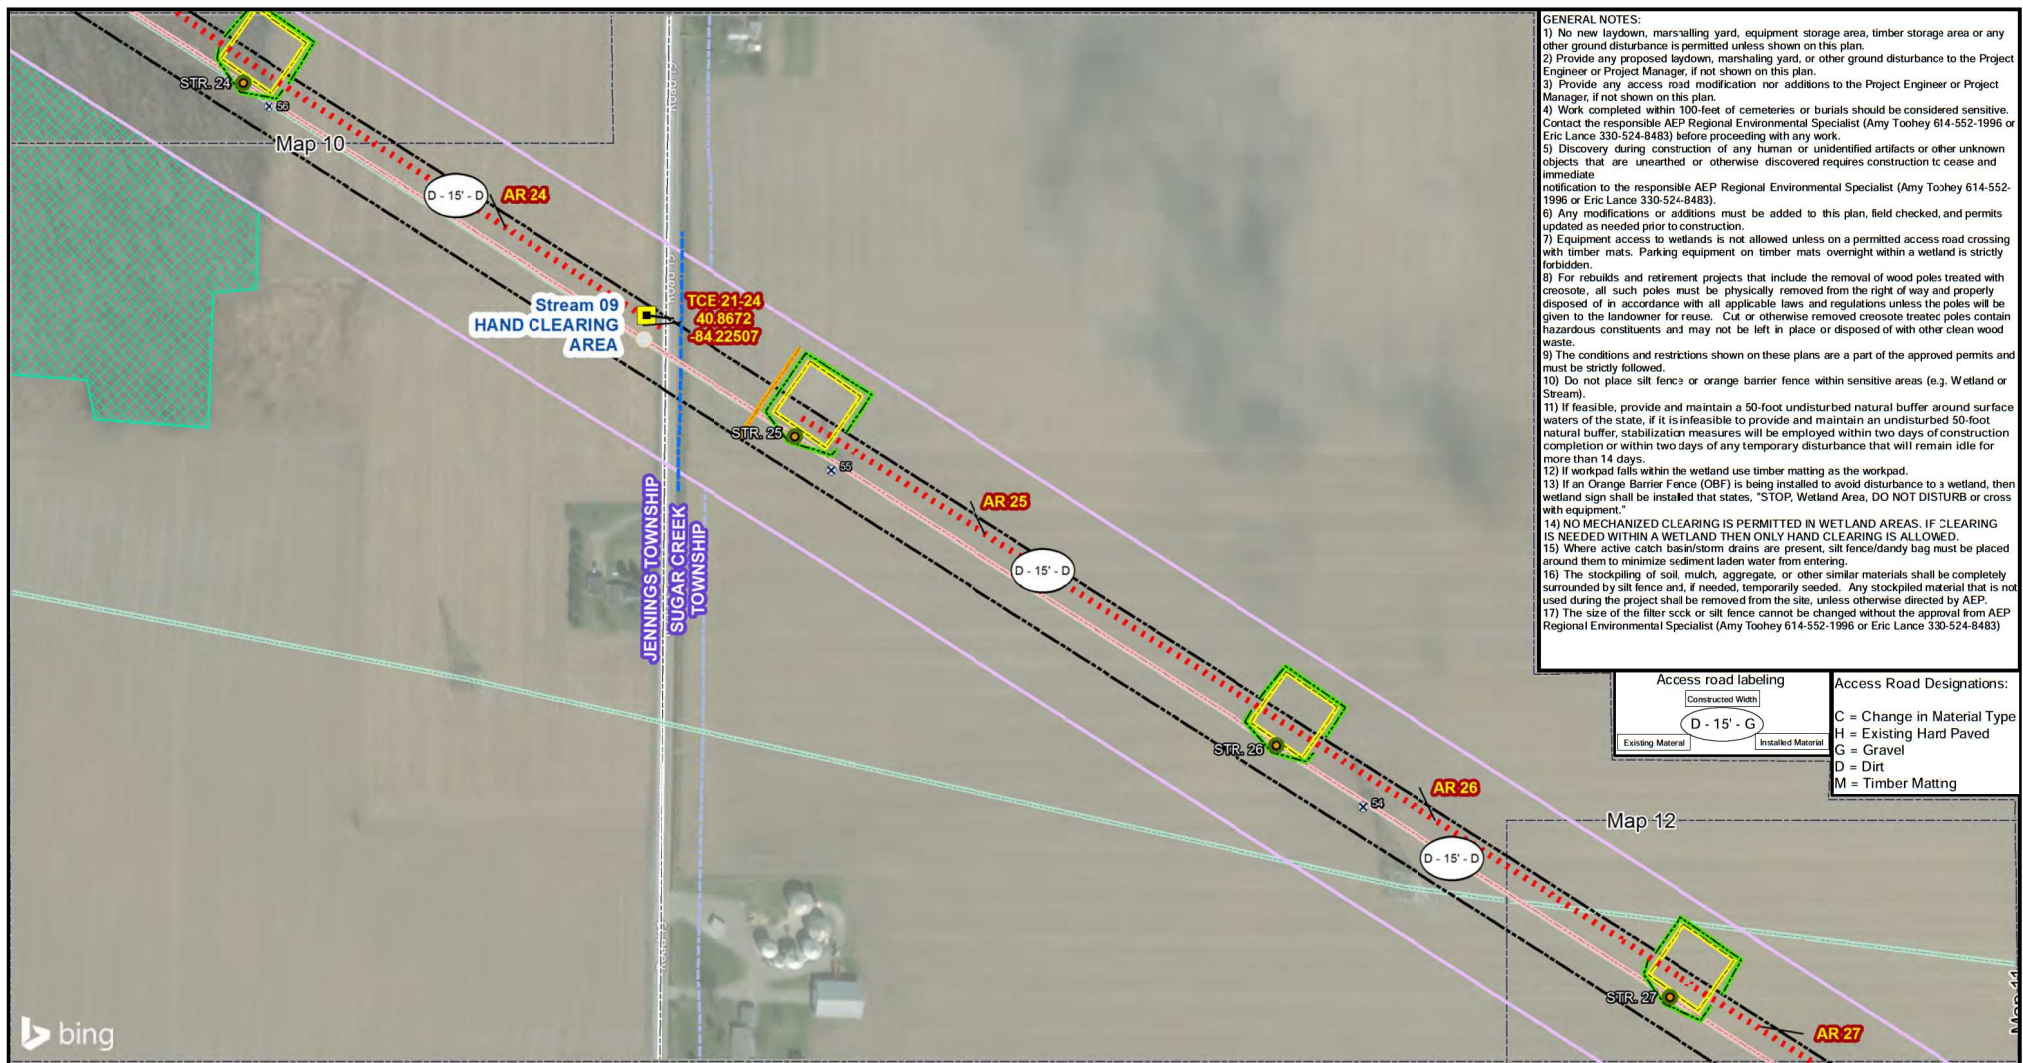 GENERAL NOTES:
1) No new laydown, marshalling yard, equipment storage area, timber storage area or any
other ground disturbance is permitted unless shown on this plan.
2) Provide any proposed laydown, marshaling yard, or other ground disturbance to the Project
Engineer or Project Manager, if not shown on this plan.
3) Provide any access road modification nor additions to the Project Engineer or Project
Manager, if not shown on this plan.
4) Work completed within 100-feet of cemeteries or burials should be considered sensitive.
Contact the responsible AEP Regional Environmental Specialist (Amy Toohey 614-552-1996 or
Eric Lance 330-524-8483) before proceeding with any work.
5) Discovery during construction of any human or unidentified artifacts or other unknown
objects that are unearthed or otherwise discovered requires construction to cease and
immediate
notification to the responsible AEP Regional Environmental Specialist (Amy Toohey 614-552-
1996 or Eric Lance 330-524-8483).
6) Any modifications or additions must be added to this plan, field checked, and permits
updated as needed prior to construction.
7) Equipment access to wetlands is not allowed unless on a permitted access road crossing
with timber mats. Parking equipment on timber mats overnight within a wetland is strictly
forbidden.
8) For rebuilds and retirement projects that include the removal of wood poles treated with
creosote, all such poles must be physically removed from the right of way and properly
disposed of in accordance with all applicable laws and regulations unless the poles will be
given to the landowner for reuse. Cut or otherwise removed creosote treated poles contain
hazardous constituents and may not be left in place or disposed of with other clean wood
waste.
9) The conditions and restrictions shown on these plans are a part of the approved permits and
must be strictly followed.
10) Do not place silt fence or orange barrier fence within sensitive areas (e.g. Wetland or
Stream).
11) If feasible, provide and maintain a 50-foot undisturbed natural buffer around surface
waters of the state, if it is infeasible to provide and maintain an undisturbed 50-foot
natural buffer, stabilization measures will be employed within two days of construction
completion or within two days of any temporary disturbance that will remain idle for
more than 14 days.
12) If workpad falls within the wetland use timber matting as the workpad.
13) If an Orange Barrier Fence (OBF) is being installed to avoid disturbance to a wetland, then
wetland sign shall be installed that states, "STOP, Wetland Area, DO NOT DISTURB or cross
with equipment."
14) NO MECHANIZED CLEARING IS PERMITTED IN WETLAND AREAS. IF CLEARING
IS NEEDED WITHIN A WETLAND THEN ONLY HAND CLEARING IS ALLOWED.
15) Where active catch basin/storm drains are present, silt fence/dandy bag must be placed
around them to minimize sediment laden water from entering.
16) The stockpiling of soil, mulch, aggregate, or other similar materials shall be completely
surrounded by silt fence and, if needed, temporarily seeded. Any stockpiled material that is not
used during the project shall be removed from the site, unless otherwise directed by AEP.
17) The size of the filter sock or silt fence cannot be changed without the approval from AEP
Regional Environmental Specialist (Amy Toohey 614-552-1996 or Eric Lance 330-524-8483)
Access road labeling
Constructed Width
D - 15' - G
Existing Material
Installed Material
Access Road Designations:
C = Change in Material Type
H = Existing Hard Paved
G = Gravel
D = Dirt
M = Timber Matting
STR. 24
56
Map 10
D - 15' - D
AR 24
Road 19
Road 19
Stream 09
HAND CLEARING
AREA
TCE 21-24
40.8672
-84.22507
STR. 25
55
JENNINGS TOWNSHIP
SUGAR CREEK
TOWNSHIP
AR 25
D - 15' - D
STR. 26
54
AR 26
D - 15' - D
Map 12
Road 19
STR. 27
AR 27
Map 11
bing